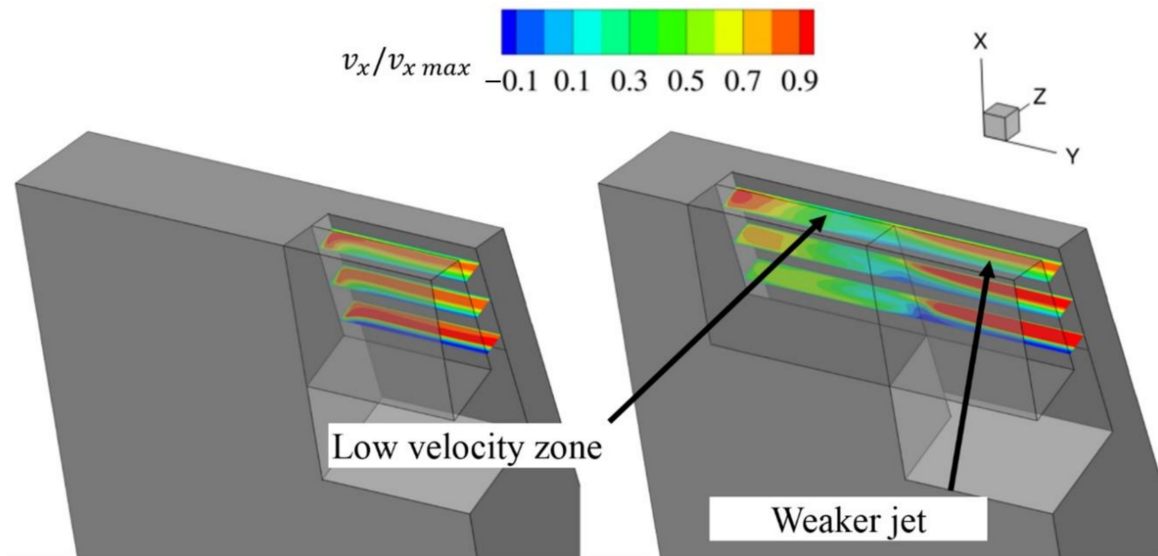 v_x/v_x max
−0.1 0.1 0.3 0.5 0.7 0.9
X
Z
Y
Low velocity zone
Weaker jet